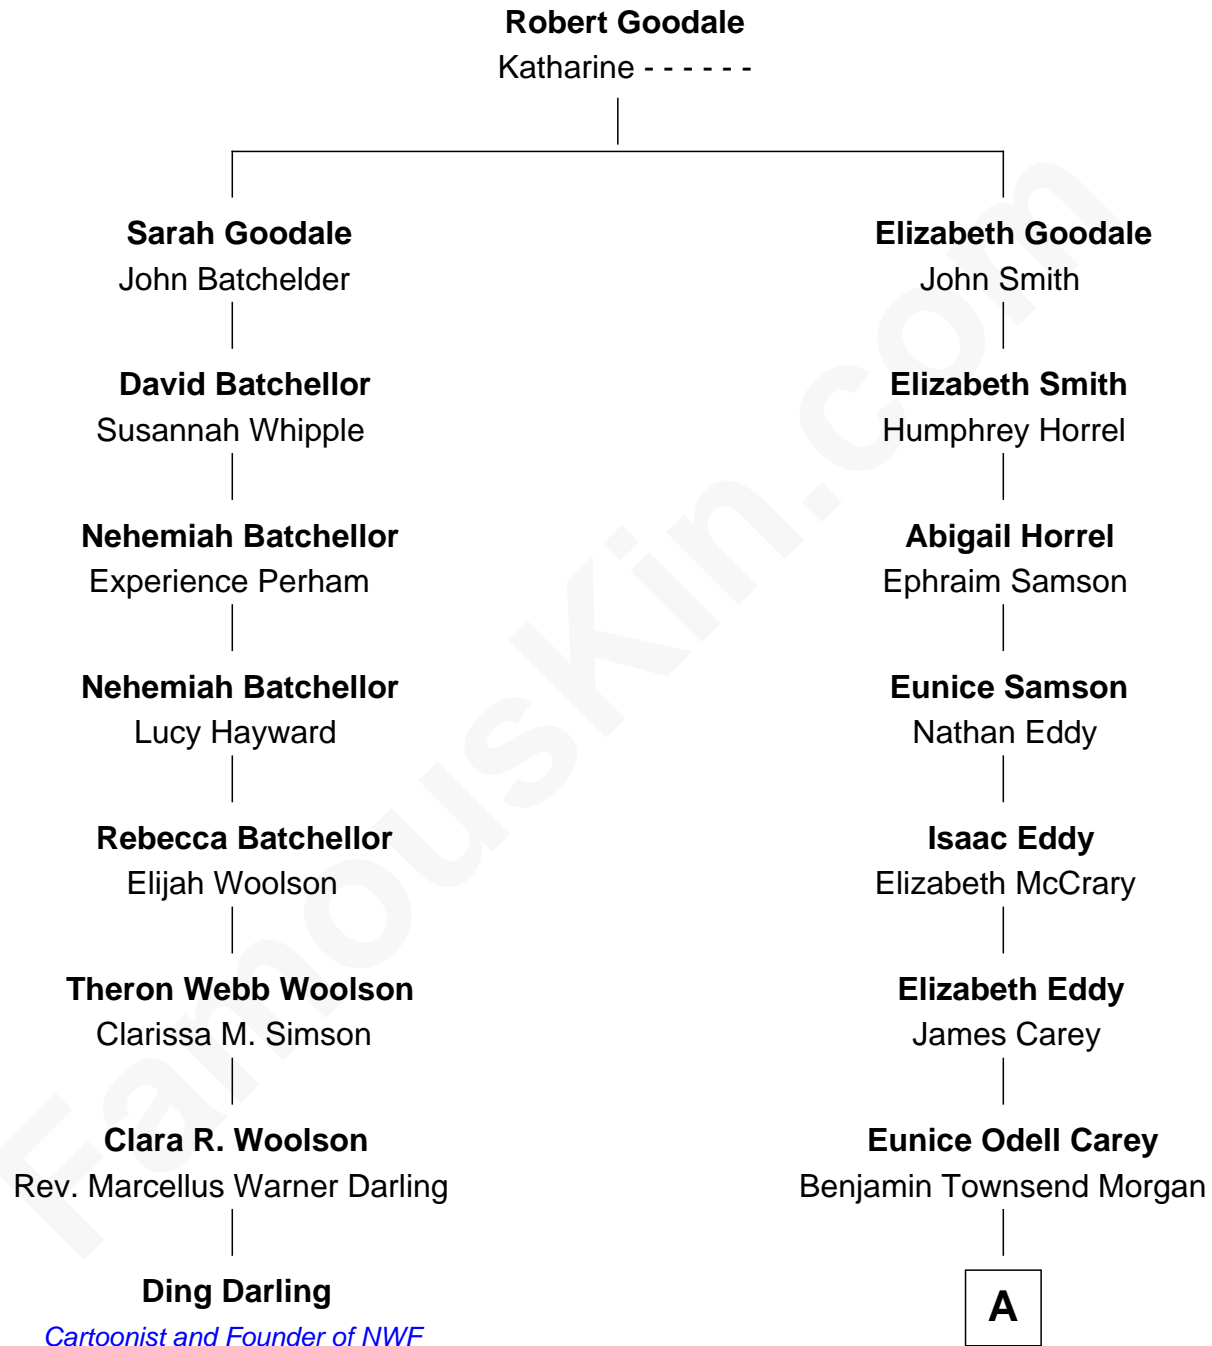 Robert Goodale
Katharine - - - - - -
Sarah Goodale
John Batchelder
Elizabeth Goodale
John Smith
David Batchellor
Susannah Whipple
Elizabeth Smith
Humphrey Horrel
Nehemiah Batchellor
Experience Perham
Abigail Horrel
Ephraim Samson
Nehemiah Batchellor
Lucy Hayward
Eunice Samson
Nathan Eddy
Rebecca Batchellor
Elijah Woolson
Isaac Eddy
Elizabeth McCrary
Theron Webb Woolson
Clarissa M. Simson
Elizabeth Eddy
James Carey
Clara R. Woolson
Rev. Marcellus Warner Darling
Eunice Odell Carey
Benjamin Townsend Morgan
Ding Darling
Cartoonist and Founder of NWF
A
FamousKin.com